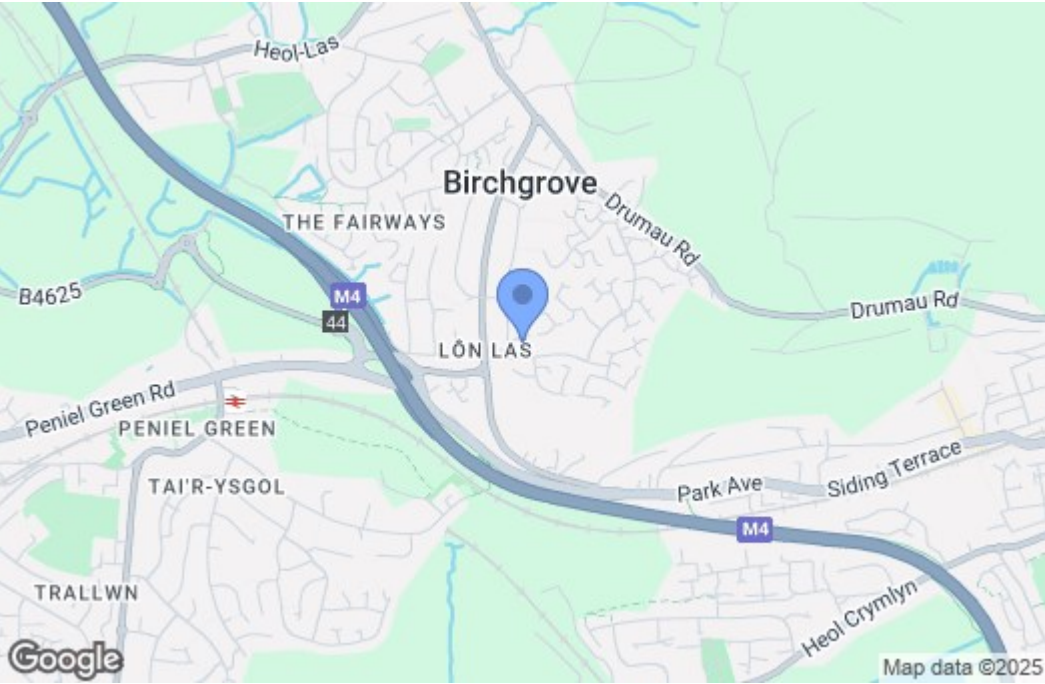 Heol-Las
Birchgrove
THE FAIRWAYS
Drumau Rd
B4625
M4
44
Drumau Rd
LÔN LAS
Peniel Green Rd
PENIEL GREEN
TAI'R-YSGOL
Park Ave
Siding Terrace
M4
TRALLWN
Heol Crymlyn
Google
Map data ©2025